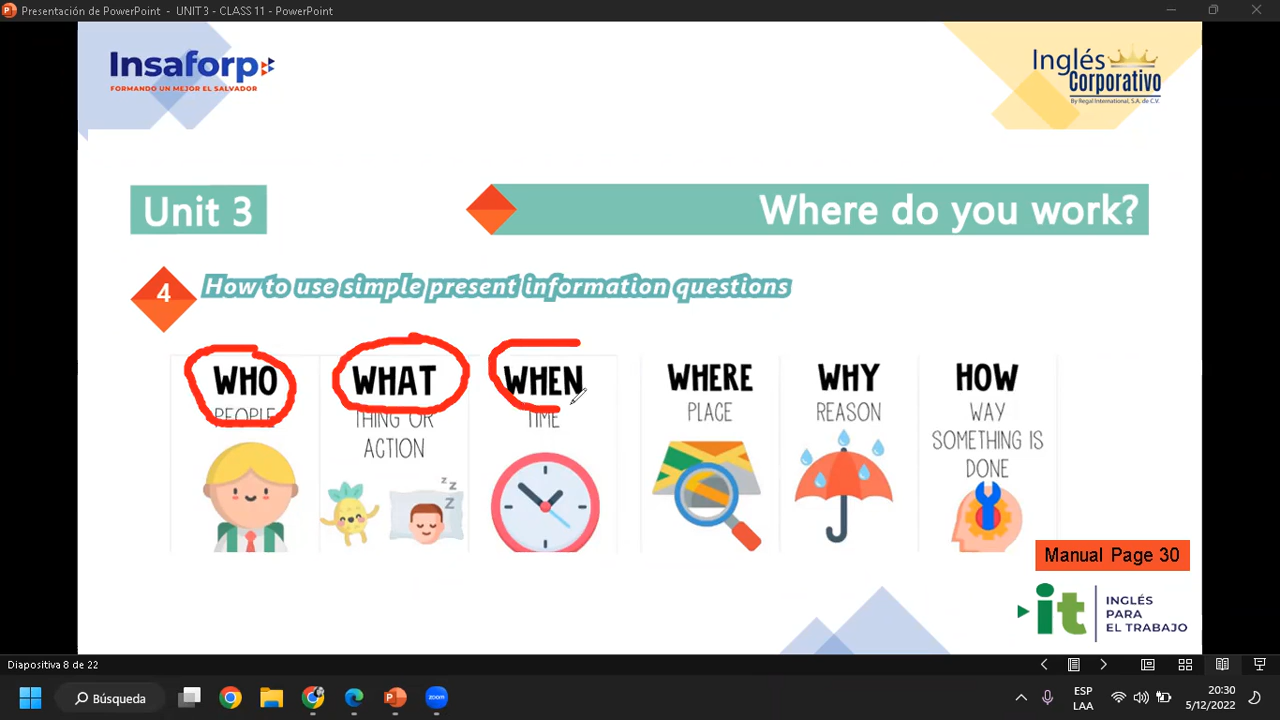 Presentación de PowerPoint - UNIT 3 - CLASS 11 - PowerPoint
Insaforp
FORMANDO UN MEJOR EL SALVADOR
Inglés
Corporativo
By Regal International, S.A. de C.V.
Unit 3
Where do you work?
4
How to use simple present information questions
WHO
PEOPLE
WHAT
THING OR
ACTION
WHEN
TIME
WHERE
PLACE
WHY
REASON
HOW
WAY
SOMETHING IS
DONE
z z
Z
Manual Page 30
it
INGLÉS
PARA
EL TRABAJO
Diapositiva 8 de 22
Búsqueda
zoom
ESP
LAA
20:30
5/12/2022